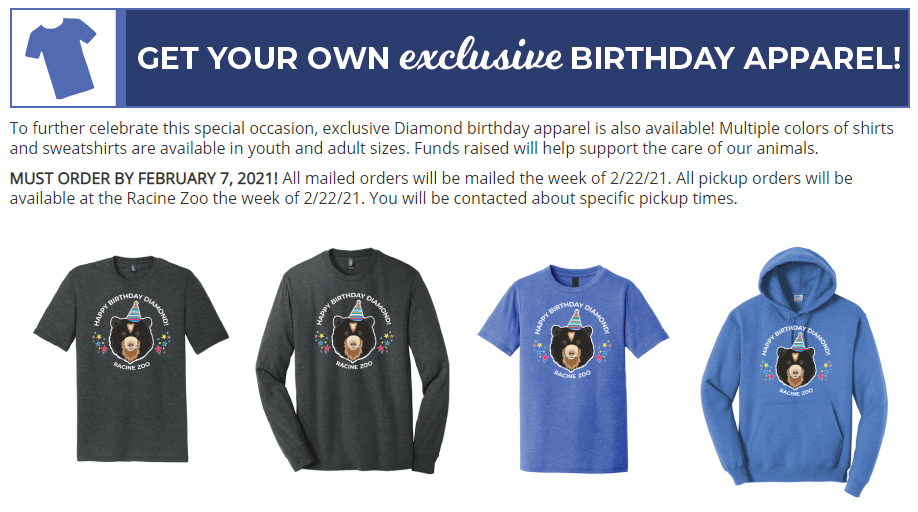 GET YOUR OWN exclusive BIRTHDAY APPAREL!
To further celebrate this special occasion, exclusive Diamond birthday apparel is also available! Multiple colors of shirts
and sweatshirts are available in youth and adult sizes. Funds raised will help support the care of our animals.
MUST ORDER BY FEBRUARY 7, 2021! All mailed orders will be mailed the week of 2/22/21. All pickup orders will be
available at the Racine Zoo the week of 2/22/21. You will be contacted about specific pickup times.
HAPPY BIRTHDAY DIAMOND!
RACINE ZOO
HAPPY BIRTHDAY DIAMOND!
RACINE ZOO
HAPPY BIRTHDAY DIAMOND!
RACINE ZOO
HAPPY BIRTHDAY DIAMOND!
RACINE ZOO